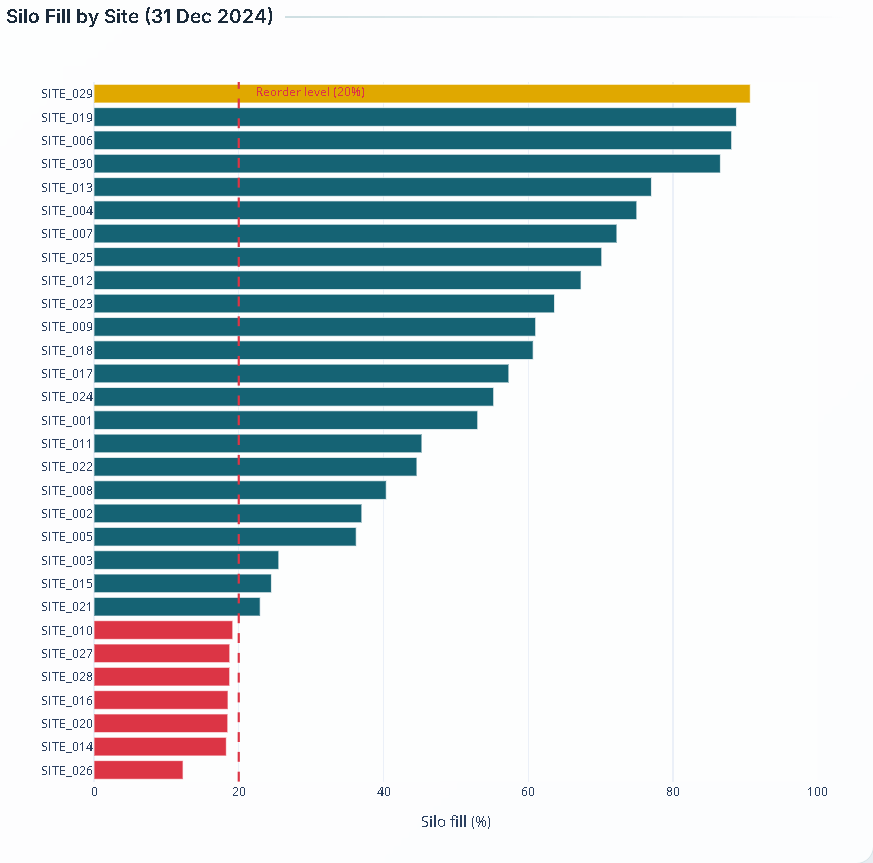 Silo Fill by Site (31 Dec 2024)
SITE_029
Reorder level (20%)
SITE_019
SITE_006
SITE_030
SITE_013
SITE_004
SITE_007
SITE_025
SITE_012
SITE_023
SITE_009
SITE_018
SITE_017
SITE_024
SITE_001
SITE_011
SITE_022
SITE_008
SITE_002
SITE_005
SITE_003
SITE_015
SITE_021
SITE_010
SITE_027
SITE_028
SITE_016
SITE_020
SITE_014
SITE_026
0 20 40 60 80 100
Silo fill (%)